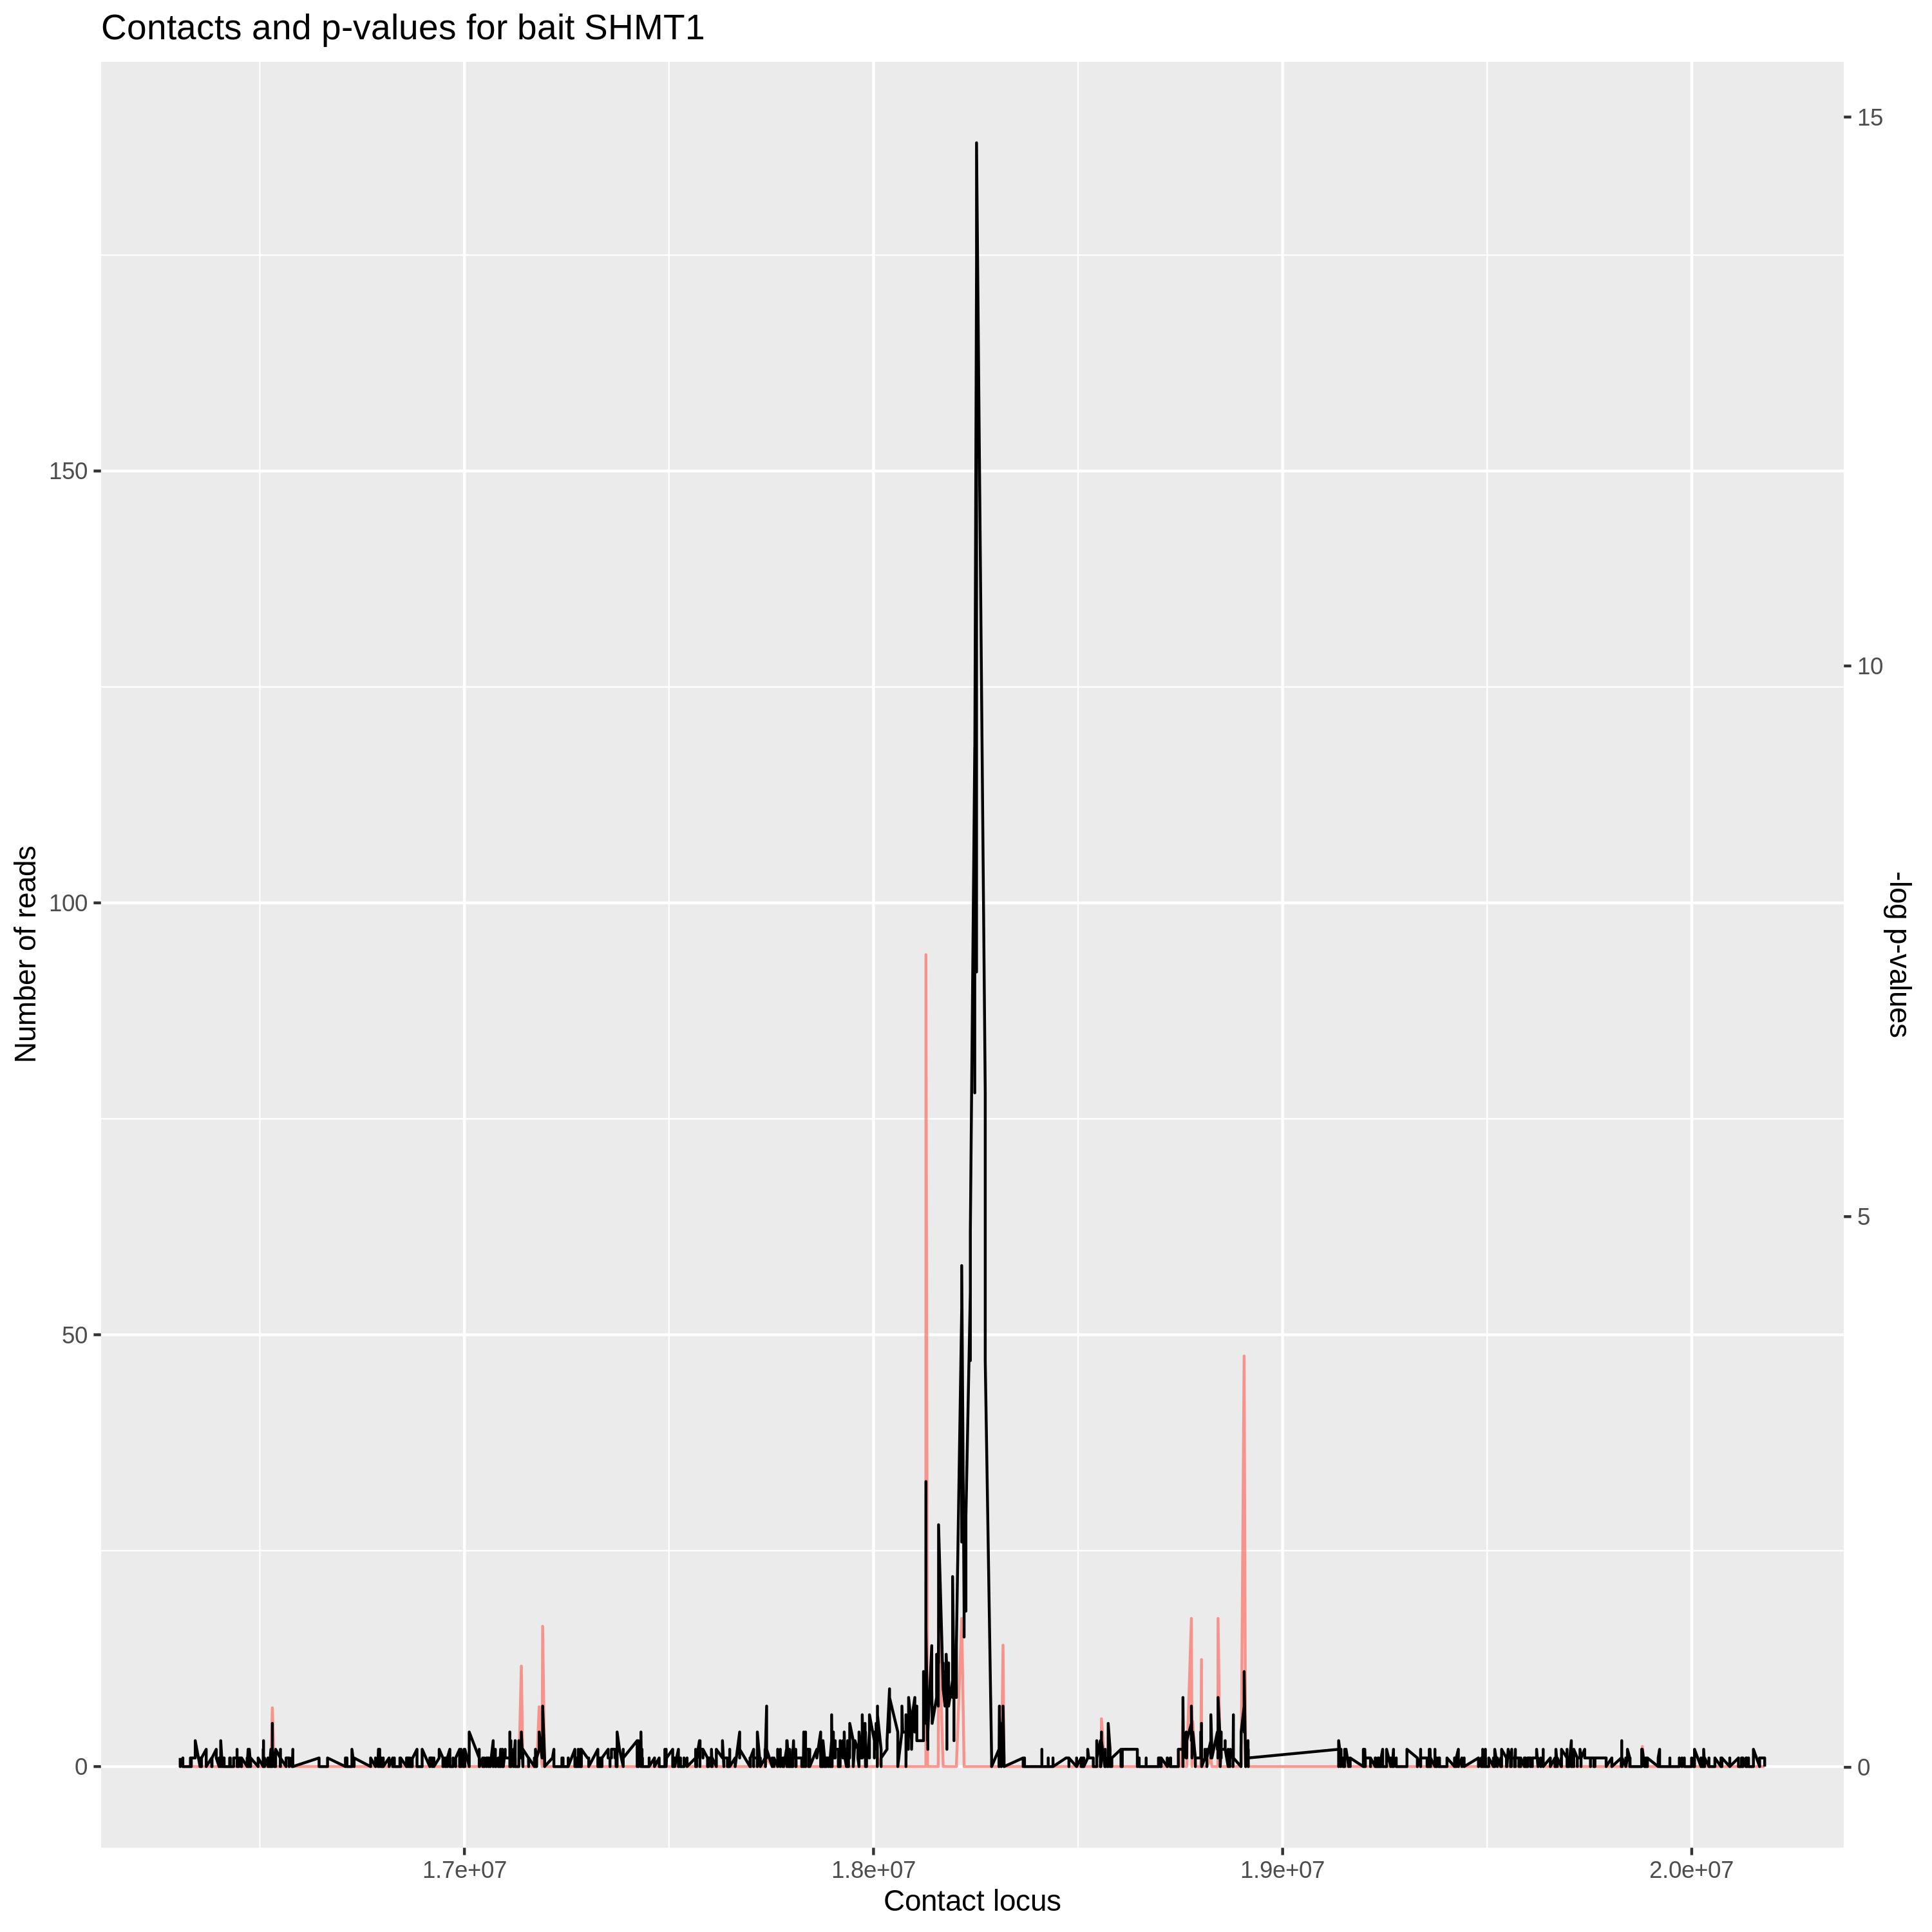 Contacts and p-values for bait SHMT1
15
150
10
Number of reads
100
-log p-values
5
50
0
0
1.7e+07
1.8e+07
1.9e+07
2.0e+07
Contact locus